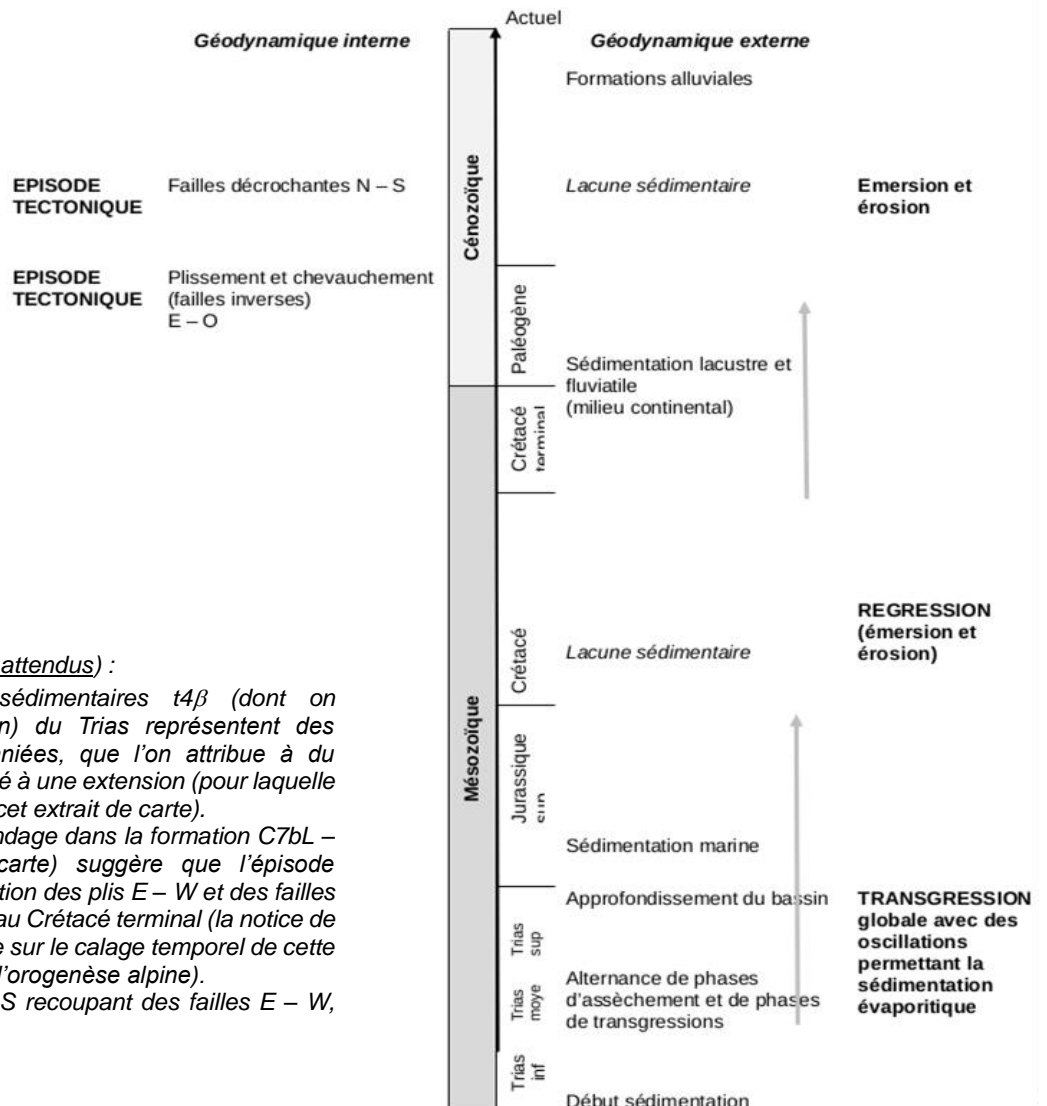 Actuel
Géodynamique interne
Géodynamique externe
Formations alluviales
EPISODE
TECTONIQUE
Failles décrochantes N – S
Cénozoïque
Lacune sédimentaire
Emersion et
érosion
EPISODE
TECTONIQUE
Plissement et chevauchement
(failles inverses)
E – O
Paléogène
Sédimentation lacustre et
fluviatile
(milieu continental)
Crétacé
terminal
REGRESSION
(émersion et
érosion)
Crétacé
Lacune sédimentaire
Mésozoïque
Jurassique
sup
Sédimentation marine
Approfondissement du bassin
TRANSGRESSION
globale avec des
oscillations
permettant la
sédimentation
évaporitique
Trias
sup
Alternance de phases
d'assèchement et de phases
de transgressions
Trias
moye
Trias
inf
Début sédimentation
attendus) :
sédimentaires t4β (dont on
n) du Trias représentent des
niées, que l'on attribue à du
é à une extension (pour laquelle
cet extrait de carte).
ndage dans la formation C7bL –
carte) suggère que l'épisode
tion des plis E – W et des failles
au Crétacé terminal (la notice de
e sur le calage temporel de cette
l'orogenèse alpine).
S recoupant des failles E – W,